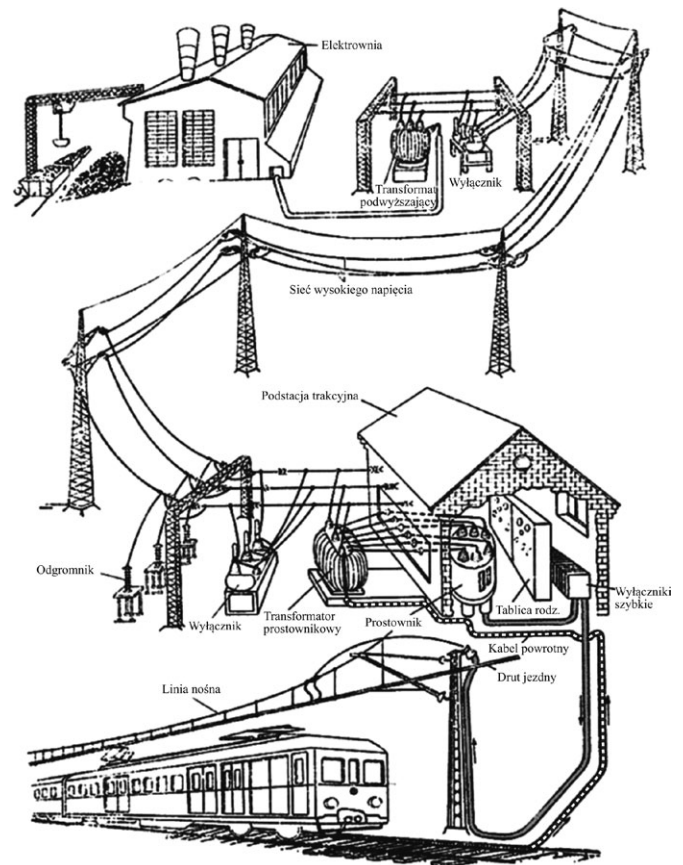 Elektrownia
Transformat
podwyższający
Wyłącznik
Sieć wysokiego napięcia
Podstacja trakcyjna
Odgromnik
Wyłącznik
Transformator
prostownikowy
Prostownik
Tablica rodz.
Wyłączniki
szybkie
Kabel powrotny
Drut jezdny
Linia nośna